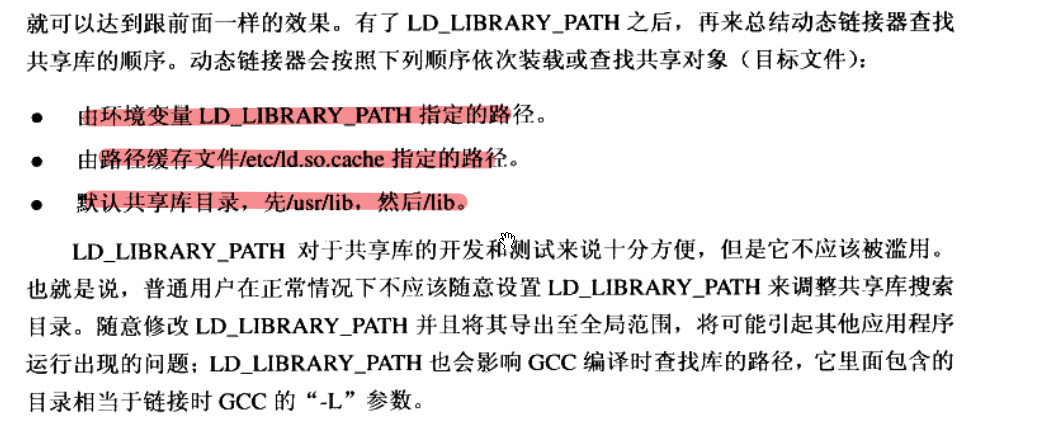 就可以达到跟前面一样的效果。有了 LD_LIBRARY_PATH 之后，再来总结动态链接器查找
共享库的顺序。动态链接器会按照下列顺序依次装载或查找共享对象（目标文件）：
● 由环境变量 LD_LIBRARY_PATH 指定的路径。
● 由路径缓存文件/etc/ld.so.cache 指定的路径。
● 默认共享库目录，先/usr/lib，然后/lib。
LD_LIBRARY_PATH 对于共享库的开发和测试来说十分方便，但是它不应该被滥用。
也就是说，普通用户在正常情况下不应该随意设置 LD_LIBRARY_PATH 来调整共享库搜索
目录。随意修改 LD_LIBRARY_PATH 并且将其导出至全局范围，将可能引起其他应用程序
运行出现的问题；LD_LIBRARY_PATH 也会影响 GCC 编译时查找库的路径，它里面包含的
目录相当于链接时 GCC 的“-L”参数。